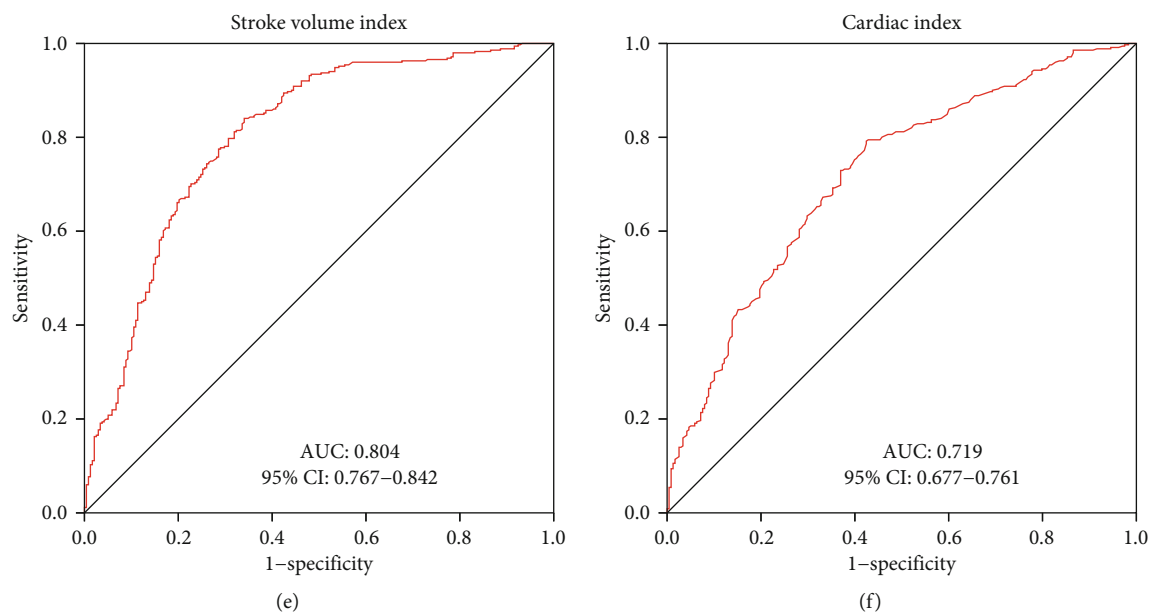 Stroke volume index
1.0
0.8
0.6
0.4
0.2
0.0
Sensitivity
AUC: 0.804
95% CI: 0.767–0.842
0.0 0.2 0.4 0.6 0.8 1.0
1–specificity
(e)
Cardiac index
1.0
0.8
0.6
0.4
0.2
0.0
Sensitivity
AUC: 0.719
95% CI: 0.677–0.761
0.0 0.2 0.4 0.6 0.8 1.0
1–specificity
(f)